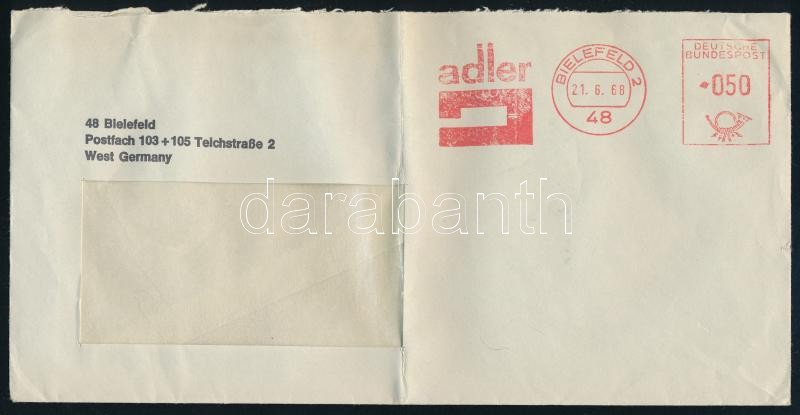 adler
BIELEFELD 2
21.6.68
48
DEUTSCHE
BUNDESPOST
050
48 Bielefeld
Postfach 103+105 Teichstraße 2
West Germany
darabanth